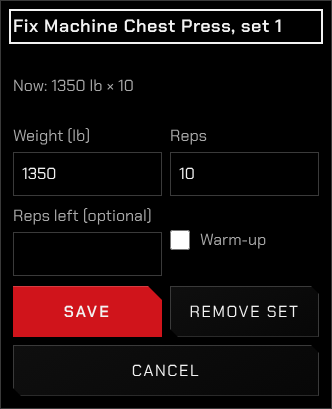 Fix Machine Chest Press, set 1
Now: 1350 lb × 10
Weight (lb) Reps
1350 10
Reps left (optional)
Warm-up
SAVE REMOVE SET
CANCEL